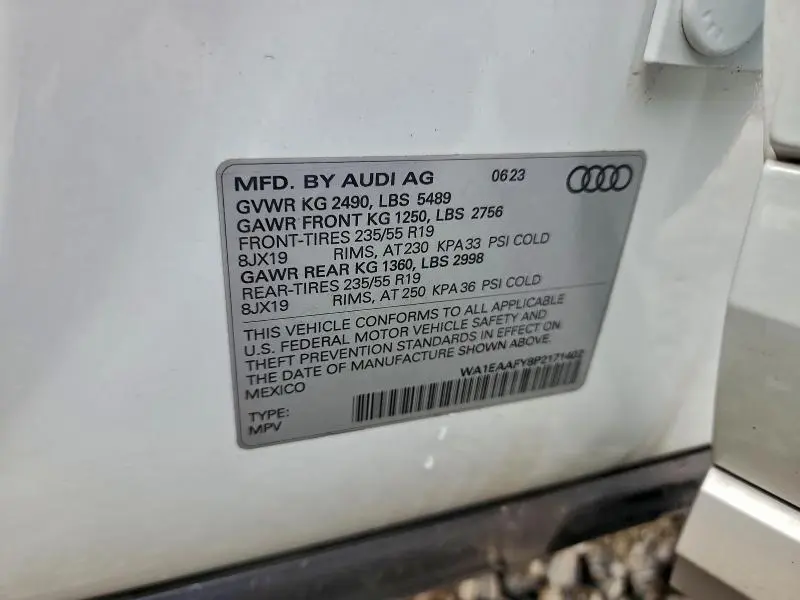 MFD. BY AUDI AG 0623
GVWR KG 2490, LBS 5489
GAWR FRONT KG 1250, LBS 2756
FRONT-TIRES 235/55 R19
8JX19 RIMS, AT 230 KPA 33 PSI COLD
GAWR REAR KG 1360, LBS 2998
REAR-TIRES 235/55 R19
8JX19 RIMS, AT 250 KPA 36 PSI COLD
THIS VEHICLE CONFORMS TO ALL APPLICABLE
U.S. FEDERAL MOTOR VEHICLE SAFETY AND
THEFT PREVENTION STANDARDS IN EFFECT ON
THE DATE OF MANUFACTURE SHOWN ABOVE.
MEXICO WA1EAAFY8P2171402
TYPE:
MPV